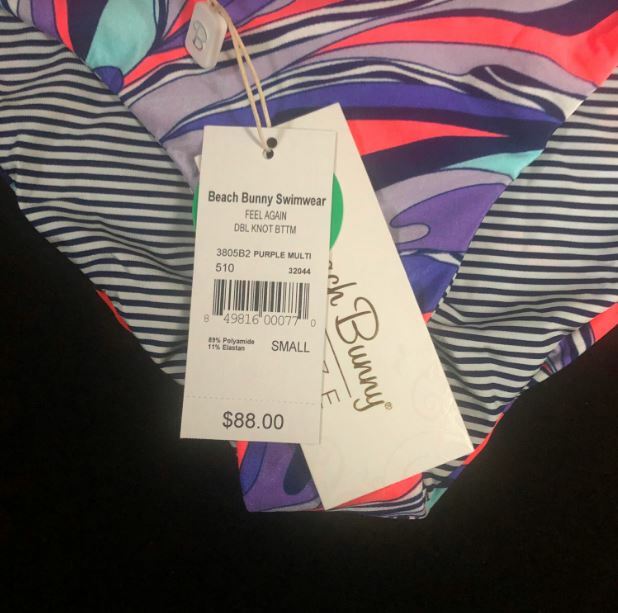 B
Beach Bunny Swimwear
FEEL AGAIN
DBL KNOT BTTM
3805B2 PURPLE MULTI
510 32044
8 49816 00077 0
89% Polyamide
11% Elastan
SMALL
$88.00
ch Bunny